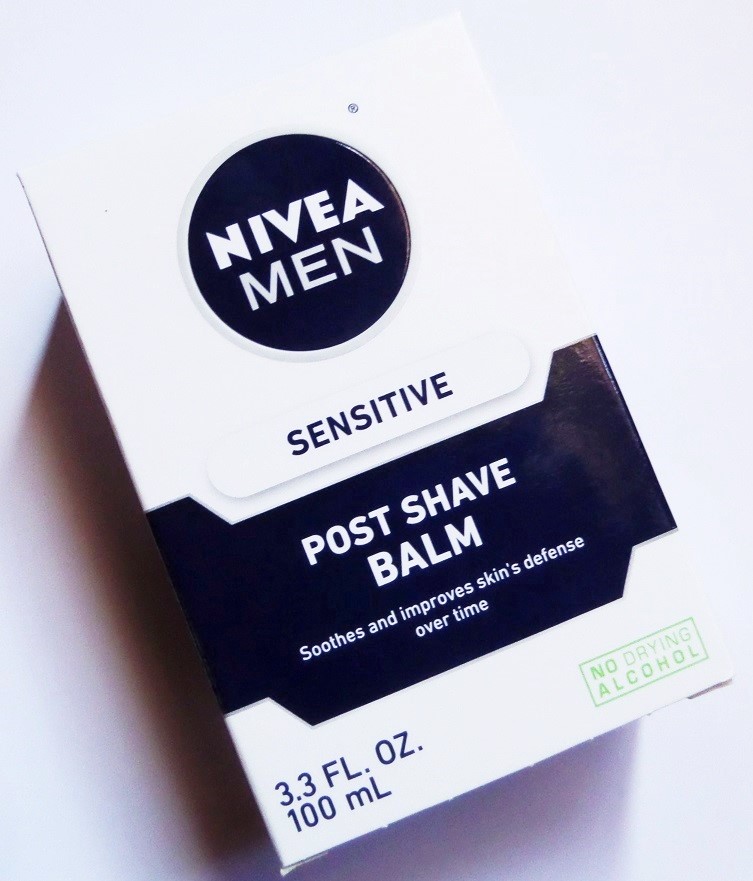 ®
NIVEA
MEN
SENSITIVE
POST SHAVE
BALM
Soothes and improves skin's defense
over time
NO DRYING
ALCOHOL
3.3 FL. OZ.
100 mL